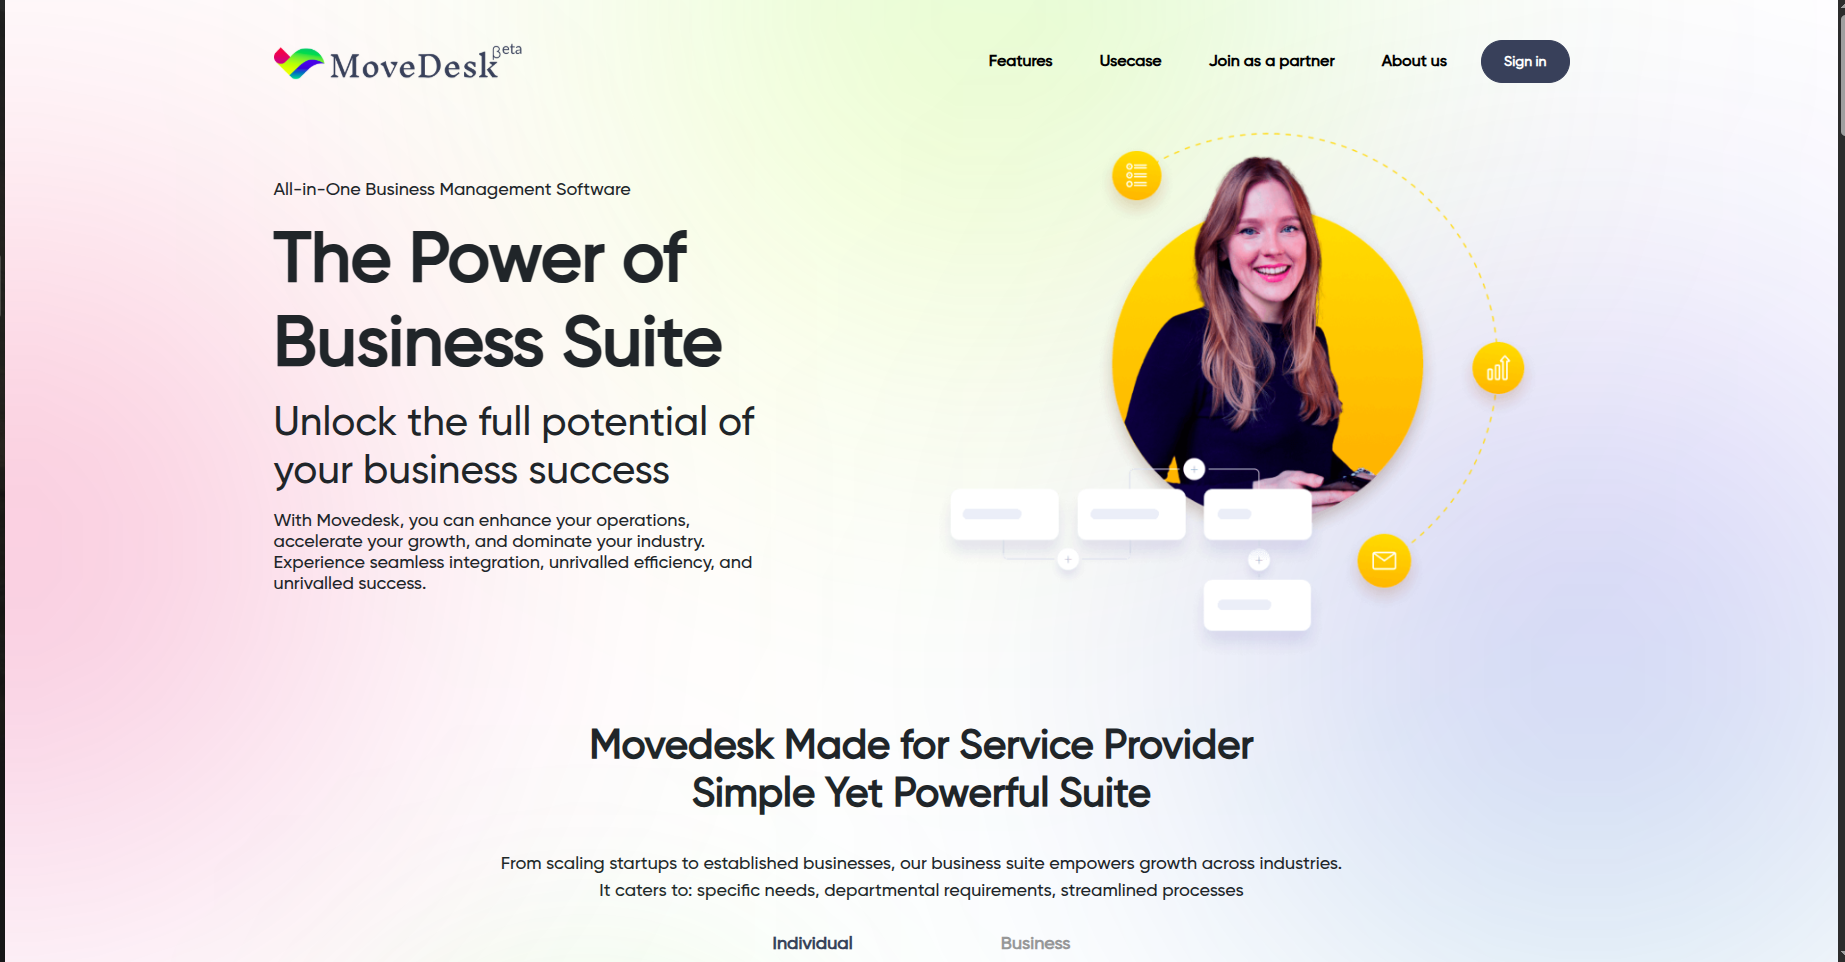 MoveDesk βeta
Features
Usecase
Join as a partner
About us
Sign in
All-in-One Business Management Software
The Power of
Business Suite
Unlock the full potential of
your business success
With Movedesk, you can enhance your operations,
accelerate your growth, and dominate your industry.
Experience seamless integration, unrivalled efficiency, and
unrivalled success.
Movedesk Made for Service Provider
Simple Yet Powerful Suite
From scaling startups to established businesses, our business suite empowers growth across industries.
It caters to: specific needs, departmental requirements, streamlined processes
Individual
Business